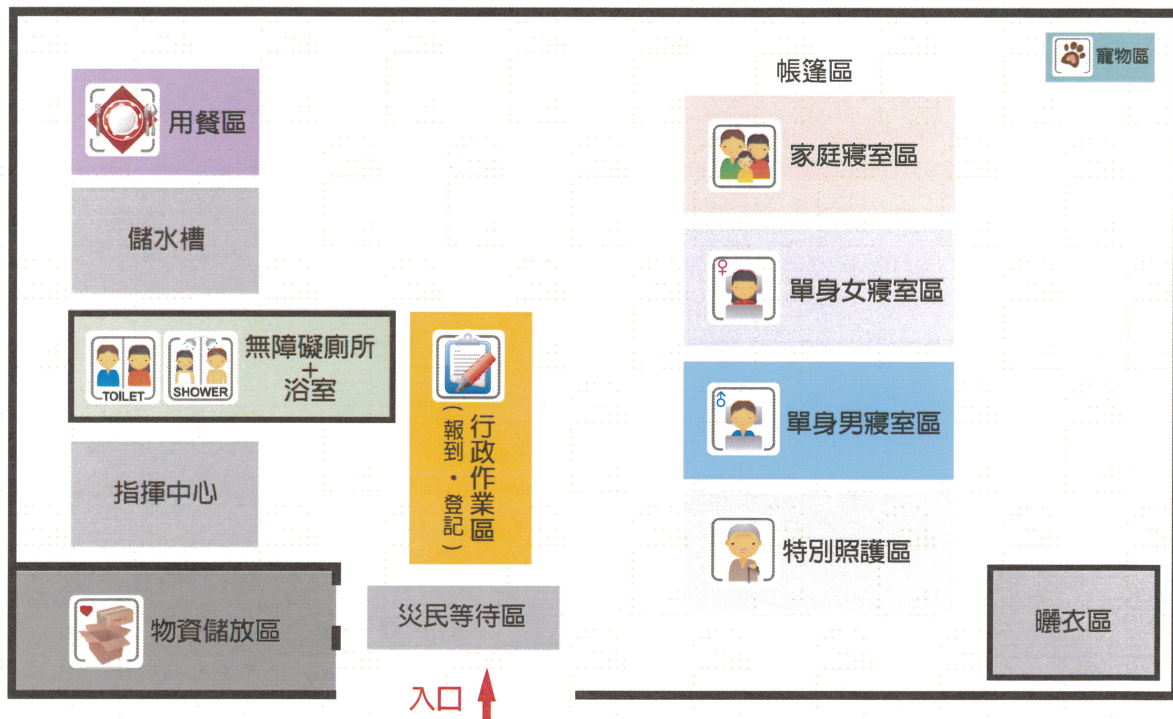 寵物區
帳篷區
用餐區
家庭寢室區
儲水槽
單身女寢室區
無障礙廁所
+
浴室
TOILET
SHOWER
行政作業區
(報到・登記)
單身男寢室區
指揮中心
特別照護區
物資儲放區
災民等待區
曬衣區
入口